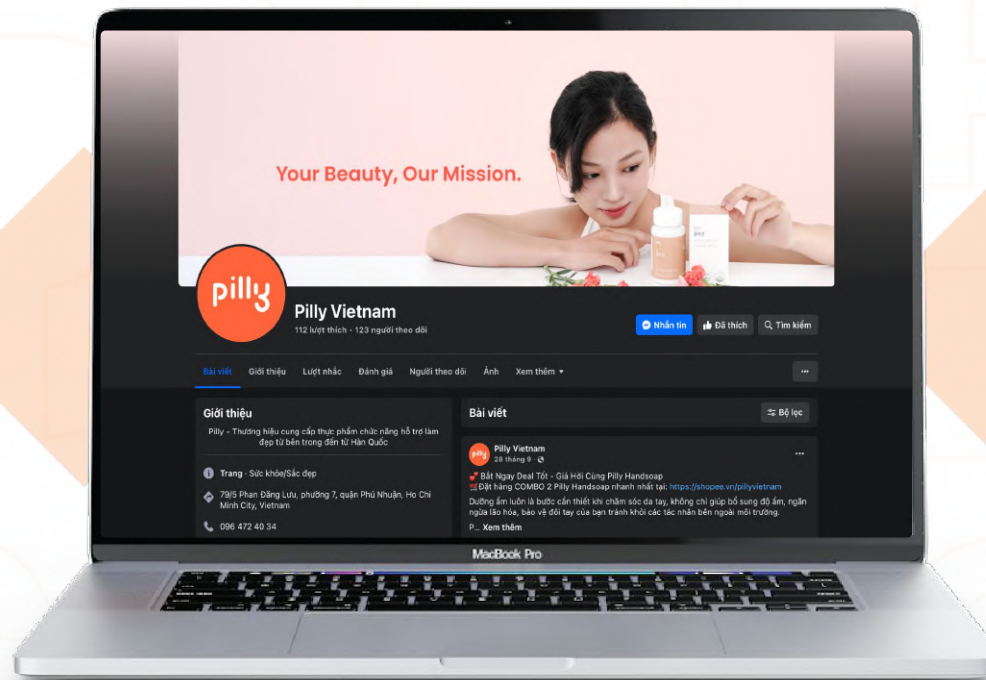 Your Beauty, Our Mission.
pilly
Pilly Vietnam
112 lượt thích • 123 người theo dõi
Nhắn tin
Đã thích
Tìm kiếm
Bài viết
Giới thiệu
Lượt nhắc
Đánh giá
Người theo dõi
Ảnh
Xem thêm
Giới thiệu
Pilly - Thương hiệu cung cấp thực phẩm chức năng hỗ trợ làm
đẹp từ bên trong đến từ Hàn Quốc
Trang · Sức khỏe/Sắc đẹp
79/5 Phan Đăng Lưu, phường 7, quận Phú Nhuận, Ho Chi
Minh City, Vietnam
096 472 40 34
Bài viết
Bộ lọc
pilly
Pilly Vietnam
28 tháng 9
Bắt Ngay Deal Tốt - Giá Hời Cùng Pilly Handsoap
Đặt hàng COMBO 2 Pilly Handsoap nhanh nhất tại: https://shopee.vn/pillyvietnam
Dưỡng ẩm luôn là bước cần thiết khi chăm sóc da tay, không chỉ giúp bổ sung độ ẩm, ngăn
ngừa lão hóa, bảo vệ đôi tay của bạn tránh khỏi các tác nhân bên ngoài môi trường.
P... Xem thêm
MacBook Pro